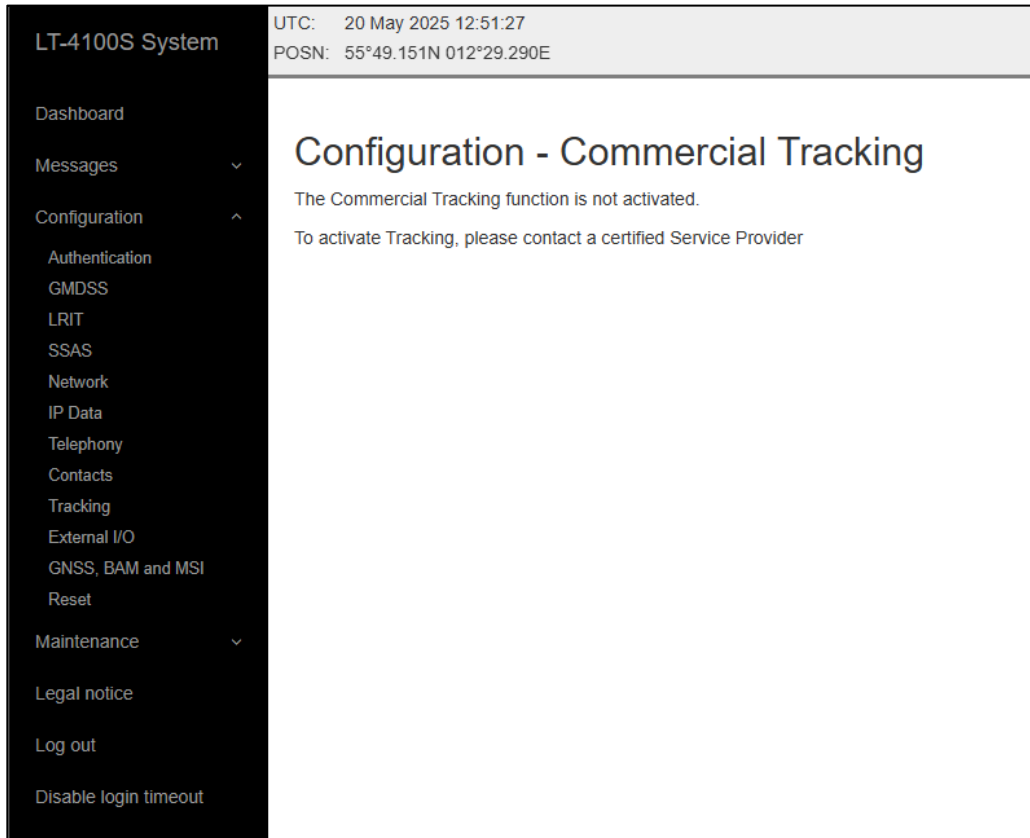 LT-4100S System
UTC: 20 May 2025 12:51:27
POSN: 55°49.151N 012°29.290E
Dashboard
Messages
Configuration
Authentication
GMDSS
LRIT
SSAS
Network
IP Data
Telephony
Contacts
Tracking
External I/O
GNSS, BAM and MSI
Reset
Maintenance
Legal notice
Log out
Disable login timeout
Configuration - Commercial Tracking
The Commercial Tracking function is not activated.
To activate Tracking, please contact a certified Service Provider